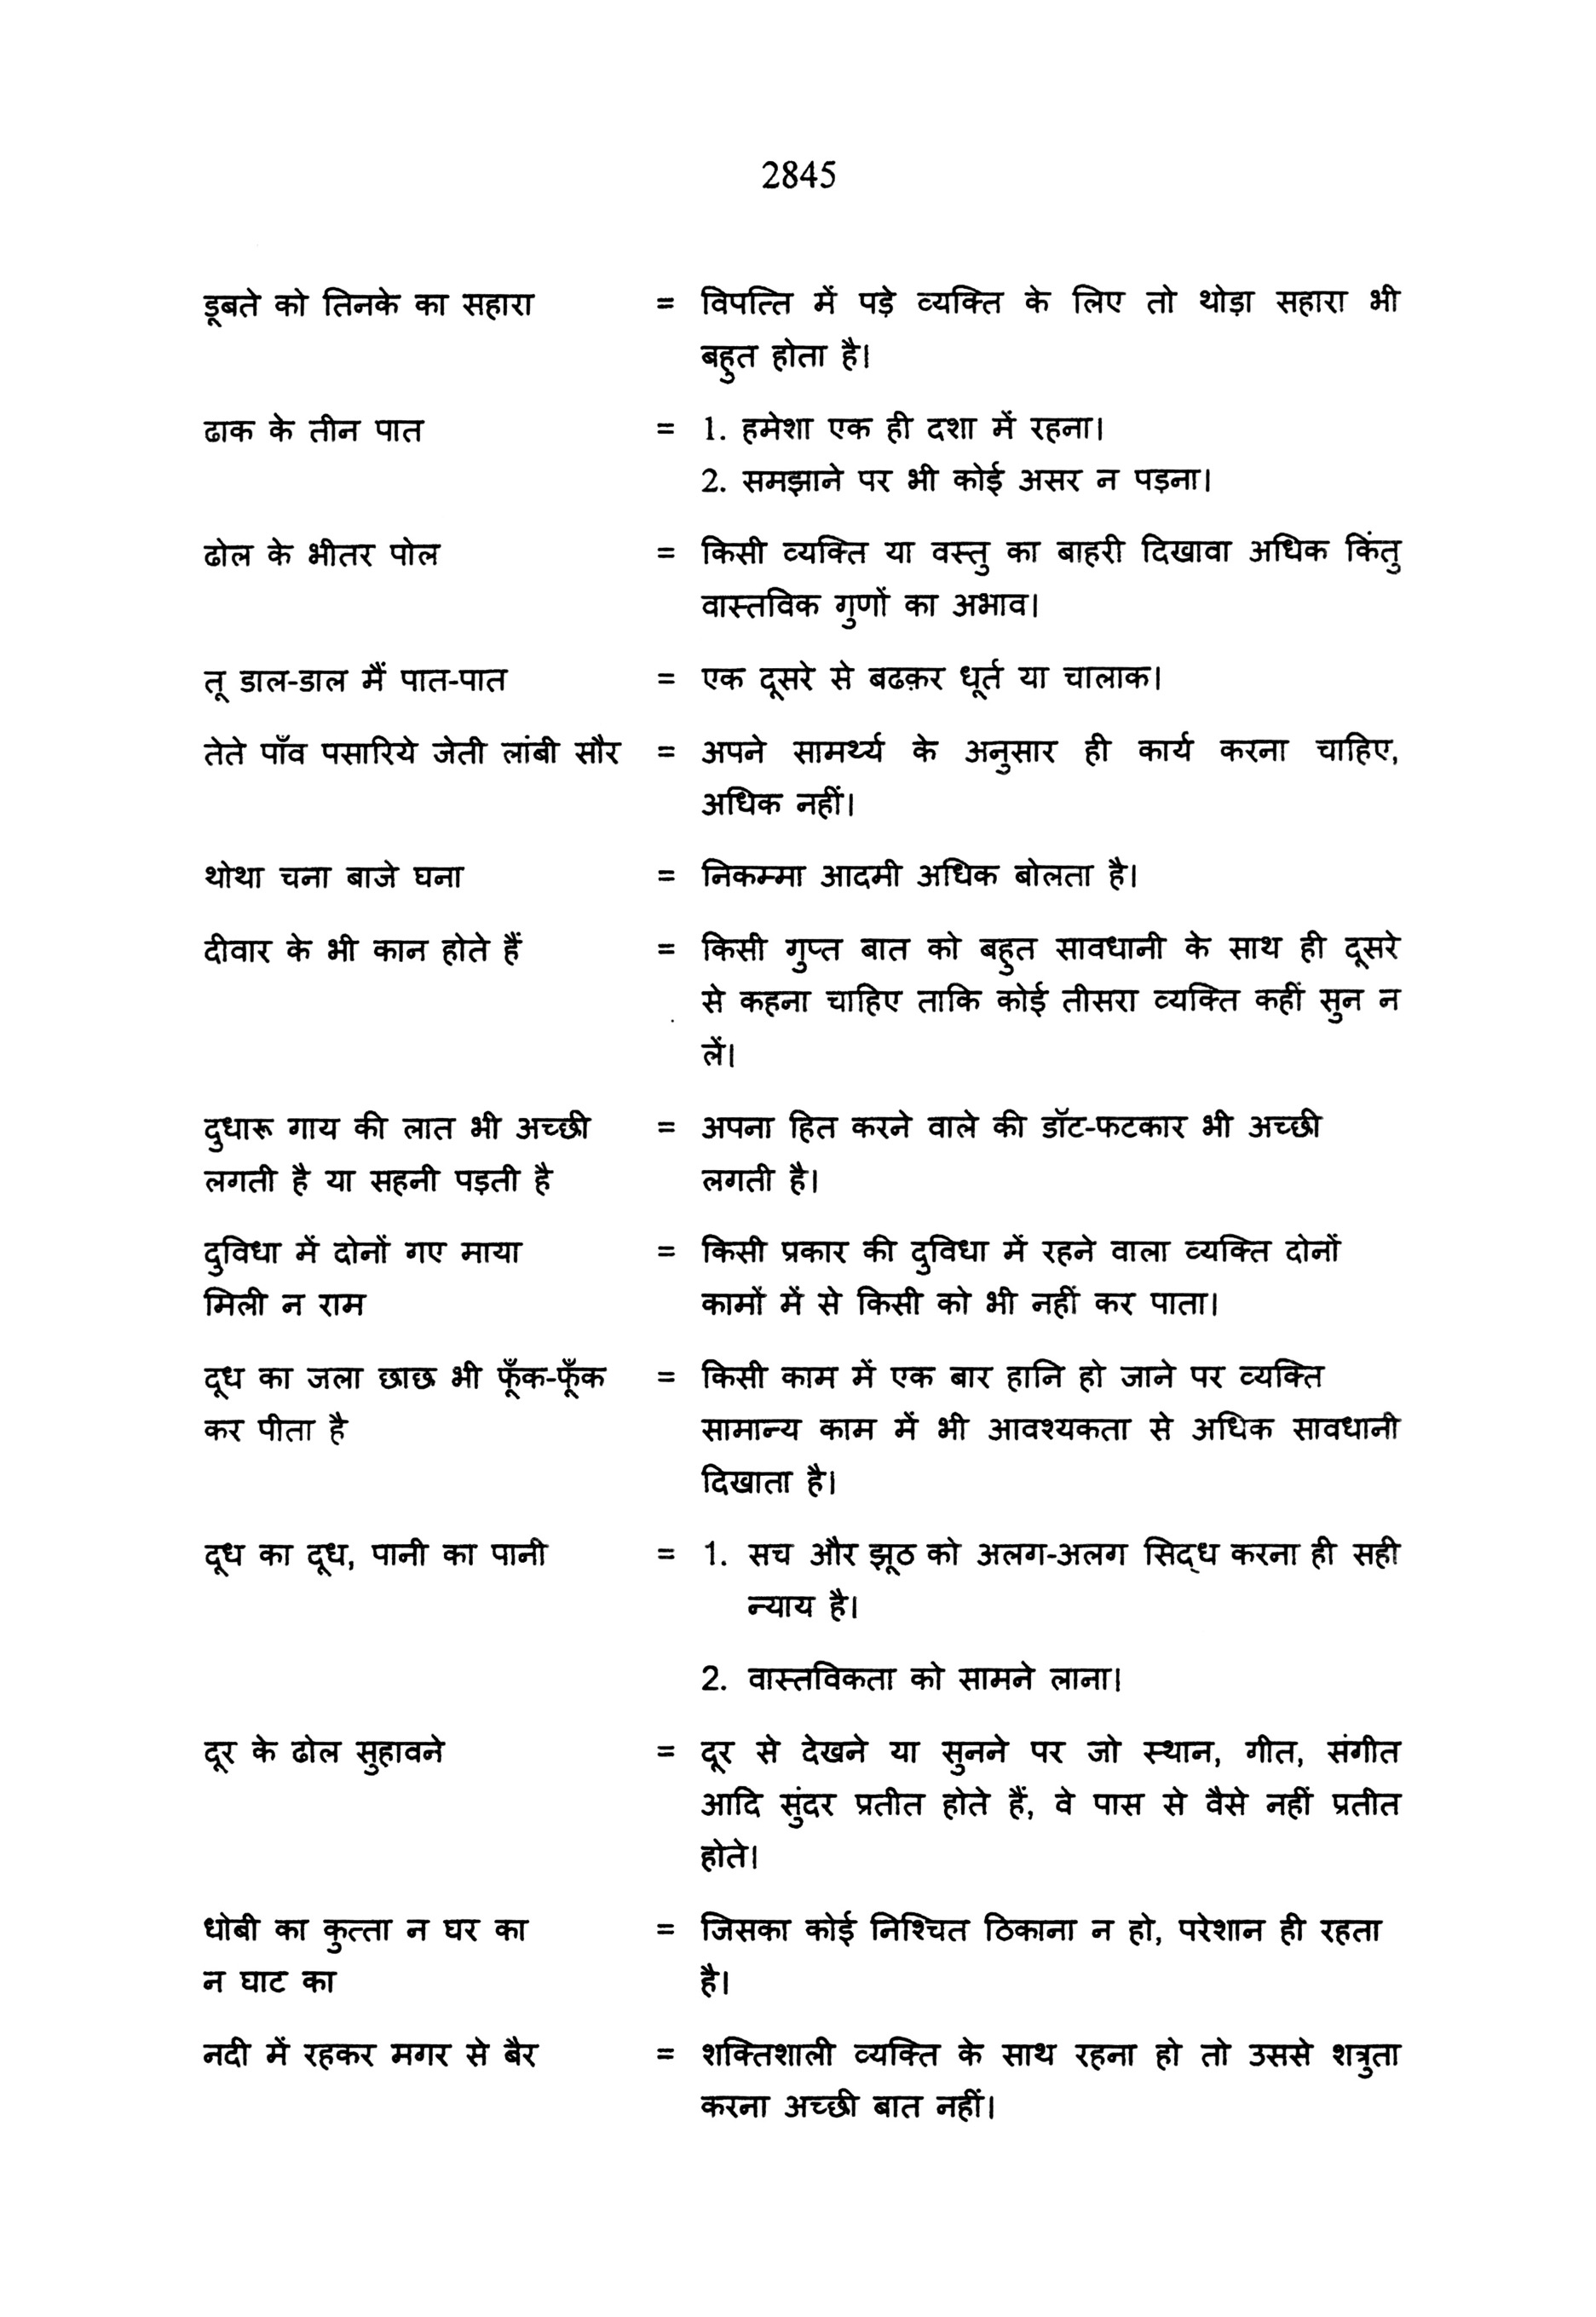 2845
डूबते को तिनके का सहारा = विपत्ति में पड़े व्यक्ति के लिए तो थोड़ा सहारा भी
बहुत होता है।
ढाक के तीन पात = 1. हमेशा एक ही दशा में रहना।
2. समझाने पर भी कोई असर न पड़ना।
ढोल के भीतर पोल = किसी व्यक्ति या वस्तु का बाहरी दिखावा अधिक किंतु
वास्तविक गुणों का अभाव।
तू डाल-डाल मैं पात-पात = एक दूसरे से बढक़र धूर्त या चालाक।
तेते पाँव पसारिये जेती लांबी सौर = अपने सामर्थ्य के अनुसार ही कार्य करना चाहिए,
अधिक नहीं।
थोथा चना बाजे घना = निकम्मा आदमी अधिक बोलता है।
दीवार के भी कान होते हैं = किसी गुप्त बात को बहुत सावधानी के साथ ही दूसरे
से कहना चाहिए ताकि कोई तीसरा व्यक्ति कहीं सुन न
लें।
दुधारू गाय की लात भी अच्छी = अपना हित करने वाले की डॉट-फटकार भी अच्छी
लगती है या सहनी पड़ती है लगती है।
दुविधा में दोनों गए माया = किसी प्रकार की दुविधा में रहने वाला व्यक्ति दोनों
मिली न राम कामों में से किसी को भी नहीं कर पाता।
दूध का जला छाछ भी फूँक-फूँक = किसी काम में एक बार हानि हो जाने पर व्यक्ति
कर पीता है सामान्य काम में भी आवश्यकता से अधिक सावधानी
दिखाता है।
दूध का दूध, पानी का पानी = 1. सच और झूठ को अलग-अलग सिद्ध करना ही सही
न्याय है।
2. वास्तविकता को सामने लाना।
दूर के ढोल सुहावने = दूर से देखने या सुनने पर जो स्थान, गीत, संगीत
आदि सुंदर प्रतीत होते हैं, वे पास से वैसे नहीं प्रतीत
होते।
धोबी का कुत्ता न घर का = जिसका कोई निश्चित ठिकाना न हो, परेशान ही रहता
न घाट का है।
नदी में रहकर मगर से बैर = शक्तिशाली व्यक्ति के साथ रहना हो तो उससे शत्रुता
करना अच्छी बात नहीं।